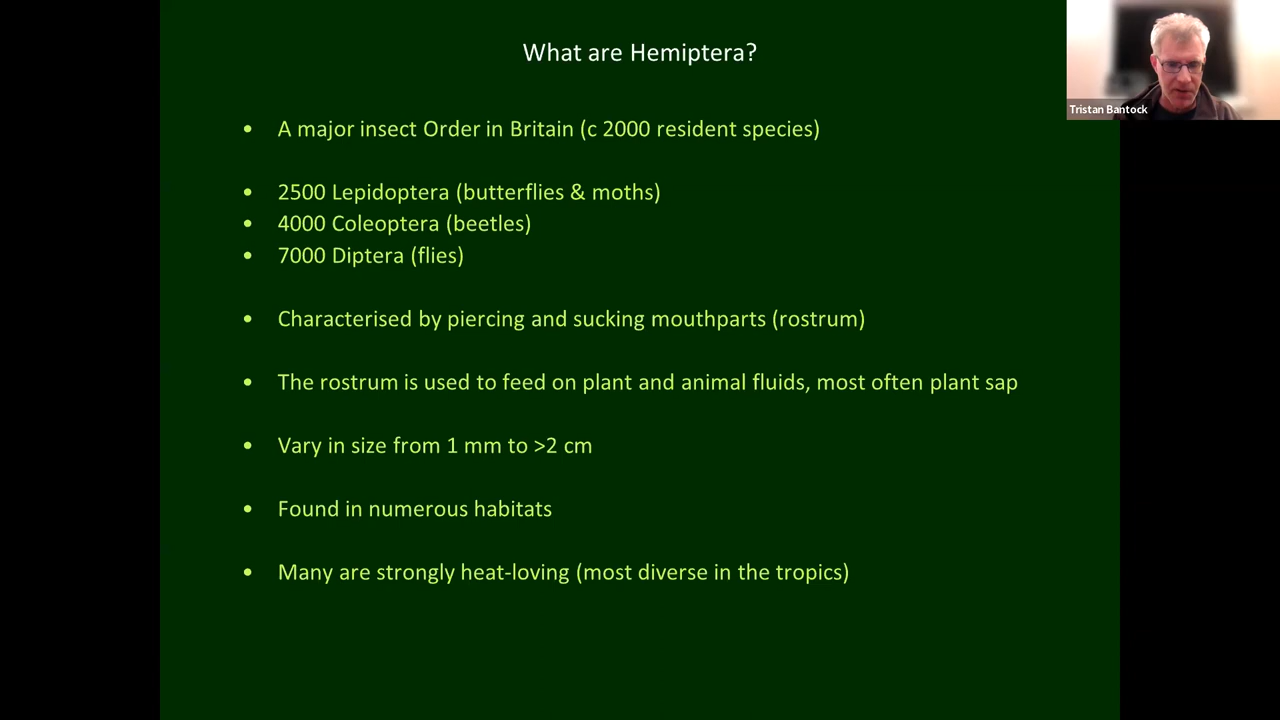 What are Hemiptera?
Tristan Bantock
• A major insect Order in Britain (c 2000 resident species)
• 2500 Lepidoptera (butterflies & moths)
• 4000 Coleoptera (beetles)
• 7000 Diptera (flies)
• Characterised by piercing and sucking mouthparts (rostrum)
• The rostrum is used to feed on plant and animal fluids, most often plant sap
• Vary in size from 1 mm to >2 cm
• Found in numerous habitats
• Many are strongly heat-loving (most diverse in the tropics)